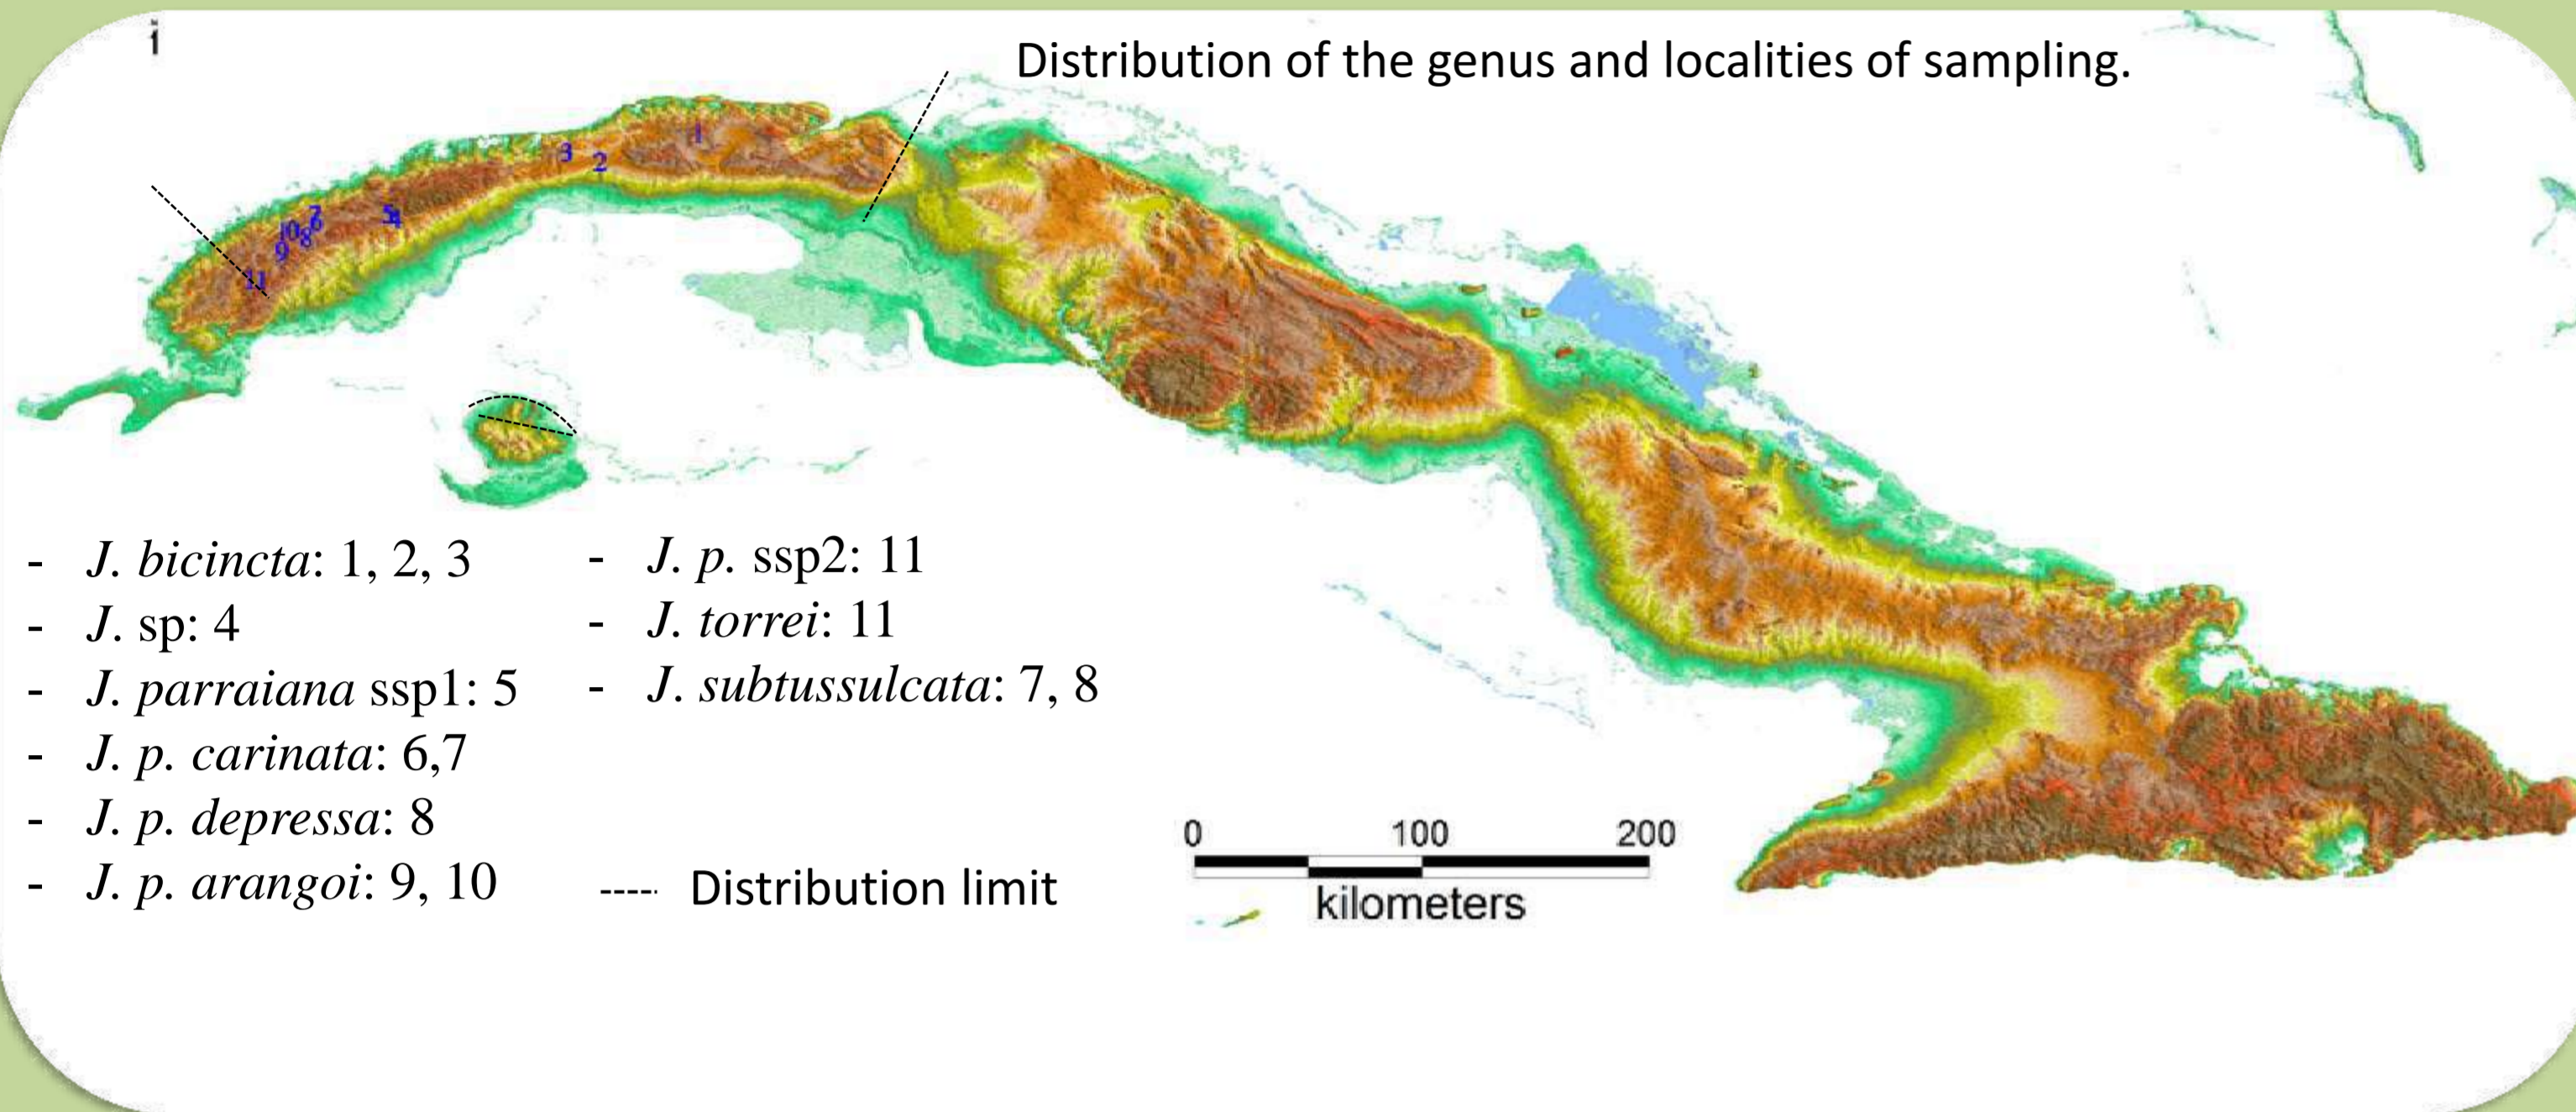 1
Distribution of the genus and localities of sampling.
1
3
2
5
4
7
6
10
8
9
11
- J. bicincta: 1, 2, 3
- J. sp: 4
- J. parraiana ssp1: 5
- J. p. carinata: 6,7
- J. p. depressa: 8
- J. p. arangoi: 9, 10
- J. p. ssp2: 11
- J. torrei: 11
- J. subtussulcata: 7, 8
----- Distribution limit
0 100 200
kilometers